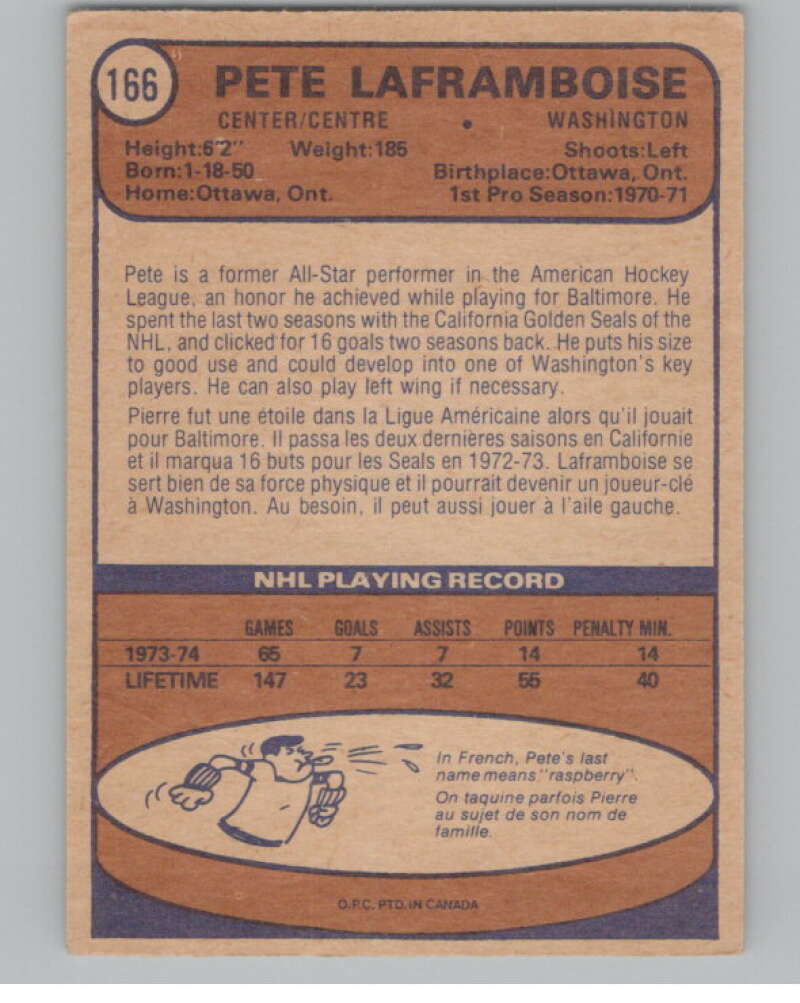 166 PETE LAFRAMBOISE
CENTER/CENTRE • WASHINGTON
Height:6'2" Weight:185 Shoots:Left
Born:1-18-50 Birthplace:Ottawa, Ont.
Home:Ottawa, Ont. 1st Pro Season:1970-71
Pete is a former All-Star performer in the American Hockey
League, an honor he achieved while playing for Baltimore. He
spent the last two seasons with the California Golden Seals of the
NHL, and clicked for 16 goals two seasons back. He puts his size
to good use and could develop into one of Washington's key
players. He can also play left wing if necessary.
Pierre fut une étoile dans la Ligue Américaine alors qu'il jouait
pour Baltimore. Il passa les deux dernières saisons en Californie
et il marqua 16 buts pour les Seals en 1972-73. Laframboise se
sert bien de sa force physique et il pourrait devenir un joueur-clé
à Washington. Au besoin, il peut aussi jouer à l'aile gauche.
NHL PLAYING RECORD
GAMES GOALS ASSISTS POINTS PENALTY MIN.
1973-74 65 7 7 14 14
LIFETIME 147 23 32 55 40
In French, Pete's last
name means "raspberry".
On taquine parfois Pierre
au sujet de son nom de
famille.
O.P.C. PTD. IN CANADA